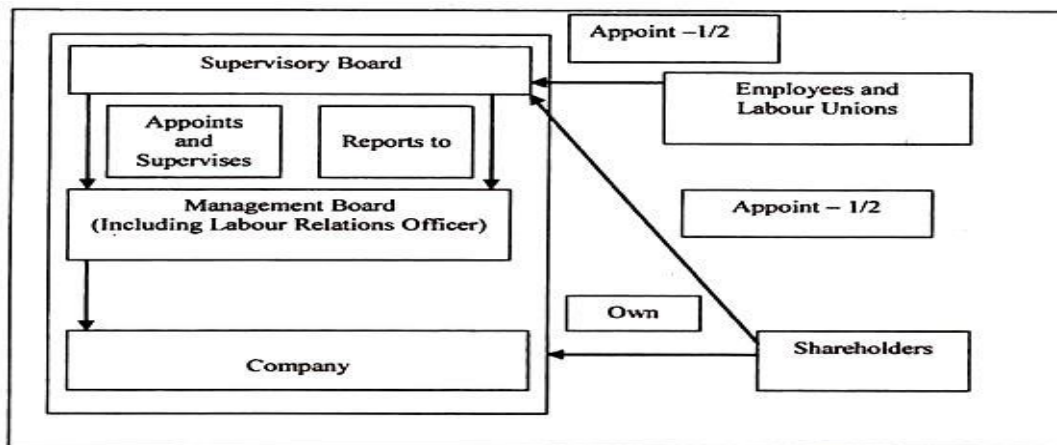 Appoint –1/2
Supervisory Board
Employees and
Labour Unions
Appoints
and
Supervises
Reports to
Management Board
(Including Labour Relations Officer)
Appoint – 1/2
Own
Shareholders
Company